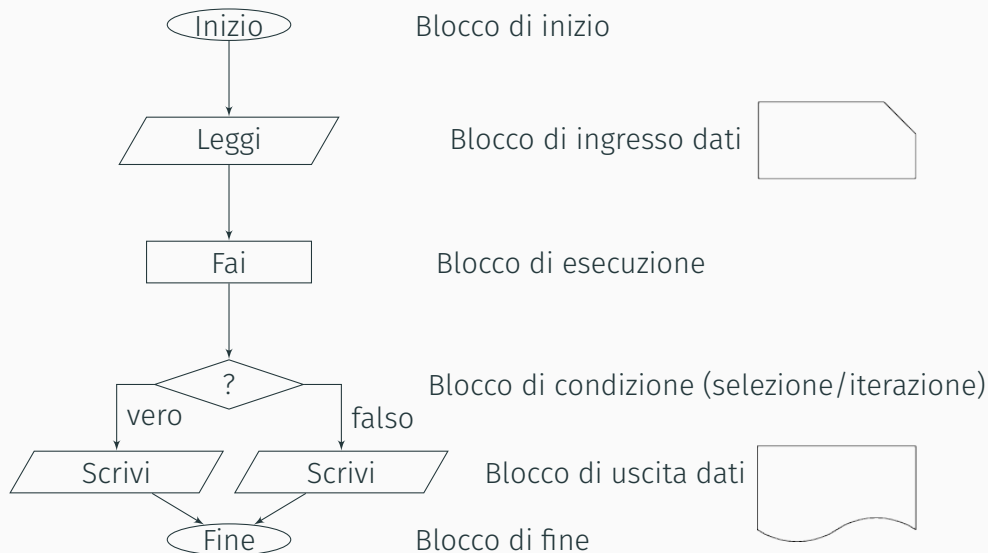 Inizio Blocco di inizio
Leggi Blocco di ingresso dati
Fai Blocco di esecuzione
? Blocco di condizione (selezione/iterazione)
vero falso
Scrivi Scrivi Blocco di uscita dati
Fine Blocco di fine